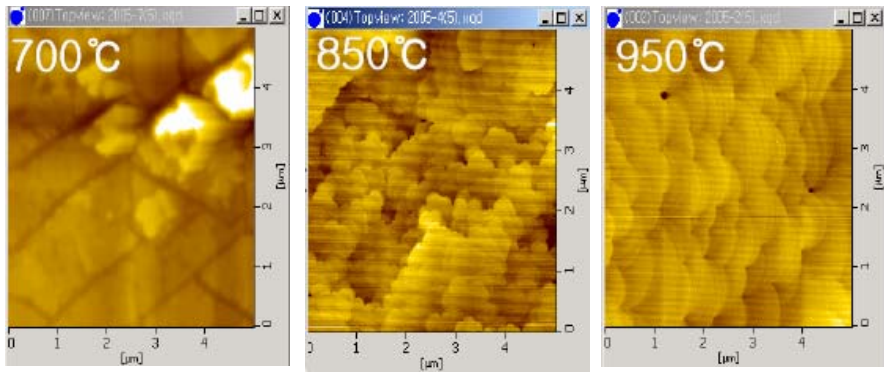 (007)Topview: 2005-3(5).xqd
700℃
0 1 2 3 4
[μm]
0 1 2 3 4
[μm]
(004)Topview: 2005-4(5).xqd
850℃
0 1 2 3 4
[μm]
0 1 2 3 4
[μm]
(002)Topview: 2005-2(5).xqd
950℃
0 1 2 3 4
[μm]
0 1 2 3 4
[μm]